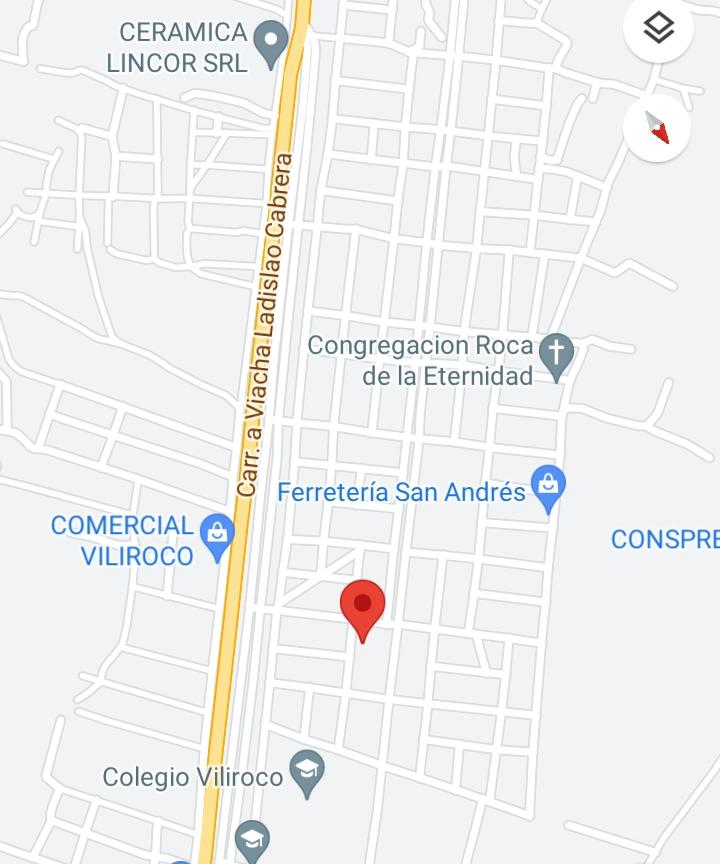 CERAMICA
LINCOR SRL
Carr. a Viacha Ladislao Cabrera
Congregacion Roca
de la Eternidad
Ferretería San Andrés
COMERCIAL
VILIROCO
CONSPRE
Colegio Viliroco